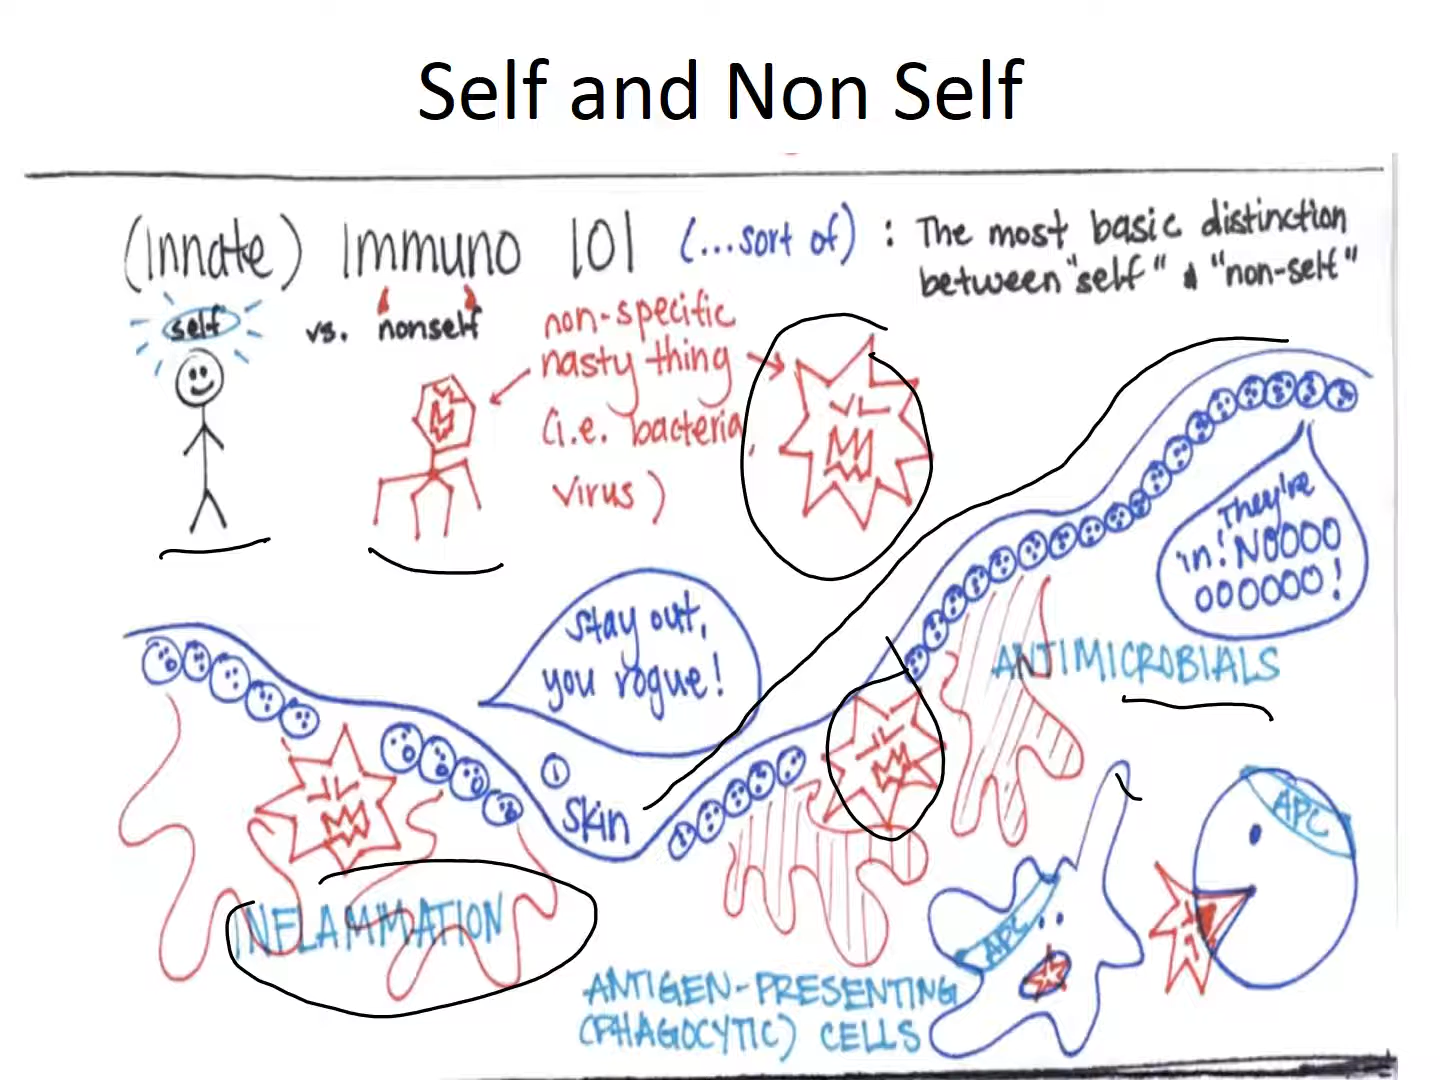 Self and Non Self
(Innate) Immuno 101 (...sort of) : The most basic distinction
between "self" & "non-self"
self vs. nonself
non-specific
nasty thing
(i.e. bacteria,
virus)
stay out,
you rogue!
They're
in! NOOOO
OOOOOO!
ANTIMICROBIALS
1
Skin
INFLAMMATION
APC
APC
ANTIGEN-PRESENTING
(PHAGOCYTIC) CELLS